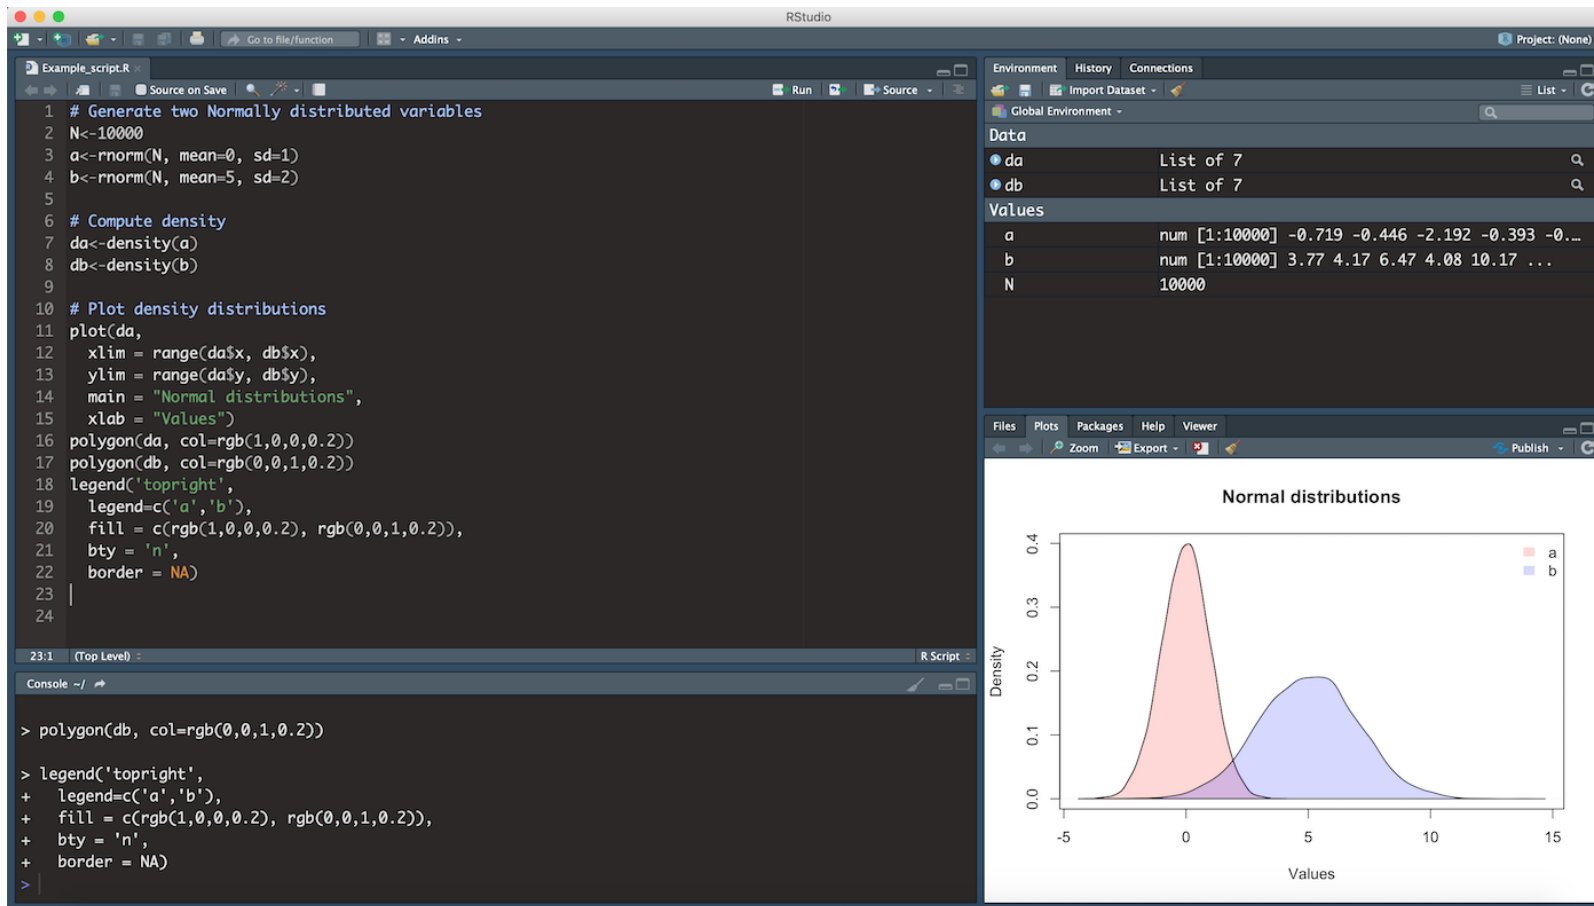 RStudio
Go to file/function
Addins
Project: (None)
Example_script.R
Source on Save
Run
Source
1 # Generate two Normally distributed variables
2 N<-10000
3 a<-rnorm(N, mean=0, sd=1)
4 b<-rnorm(N, mean=5, sd=2)
5
6 # Compute density
7 da<-density(a)
8 db<-density(b)
9
10 # Plot density distributions
11 plot(da,
12 xlim = range(da$x, db$x),
13 ylim = range(da$y, db$y),
14 main = "Normal distributions",
15 xlab = "Values")
16 polygon(da, col=rgb(1,0,0,0.2))
17 polygon(db, col=rgb(0,0,1,0.2))
18 legend('topright',
19 legend=c('a','b'),
20 fill = c(rgb(1,0,0,0.2), rgb(0,0,1,0.2)),
21 bty = 'n',
22 border = NA)
23
24
23:1 (Top Level) R Script
Console ~/
> polygon(db, col=rgb(0,0,1,0.2))
> legend('topright',
+ legend=c('a','b'),
+ fill = c(rgb(1,0,0,0.2), rgb(0,0,1,0.2)),
+ bty = 'n',
+ border = NA)
>
Environment History Connections
Import Dataset List
Global Environment
Data
da List of 7
db List of 7
Values
a num [1:10000] -0.719 -0.446 -2.192 -0.393 -0...
b num [1:10000] 3.77 4.17 6.47 4.08 10.17 ...
N 10000
Files Plots Packages Help Viewer
Zoom Export Publish
Normal distributions
a
b
Density
0.4
0.3
0.2
0.1
0.0
-5 0 5 10 15
Values